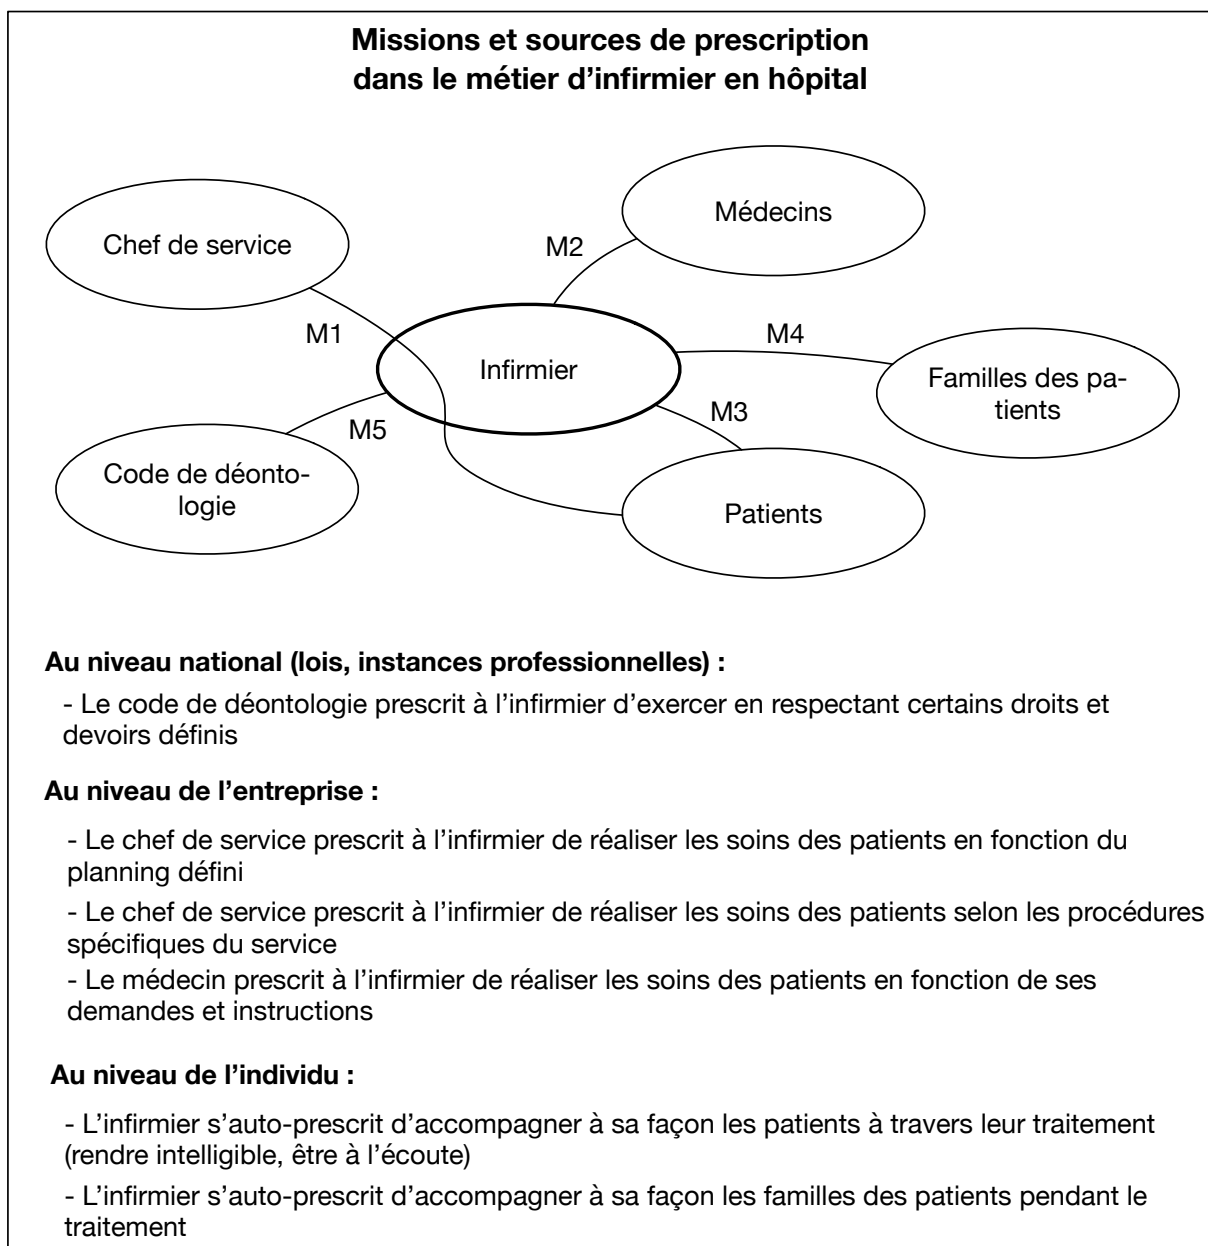 Missions et sources de prescription
dans le métier d’infirmier en hôpital
Médecins
Chef de service
M2
M1
M4
Infirmier
Familles des pa-
tients
M3
M5
Code de déonto-
logie
Patients
Au niveau national (lois, instances professionnelles) :
- Le code de déontologie prescrit à l’infirmier d’exercer en respectant certains droits et
devoirs définis
Au niveau de l’entreprise :
- Le chef de service prescrit à l’infirmier de réaliser les soins des patients en fonction du
planning défini
- Le chef de service prescrit à l’infirmier de réaliser les soins des patients selon les procédures
spécifiques du service
- Le médecin prescrit à l’infirmier de réaliser les soins des patients en fonction de ses
demandes et instructions
Au niveau de l’individu :
- L’infirmier s’auto-prescrit d’accompagner à sa façon les patients à travers leur traitement
(rendre intelligible, être à l’écoute)
- L’infirmier s’auto-prescrit d’accompagner à sa façon les familles des patients pendant le
traitement